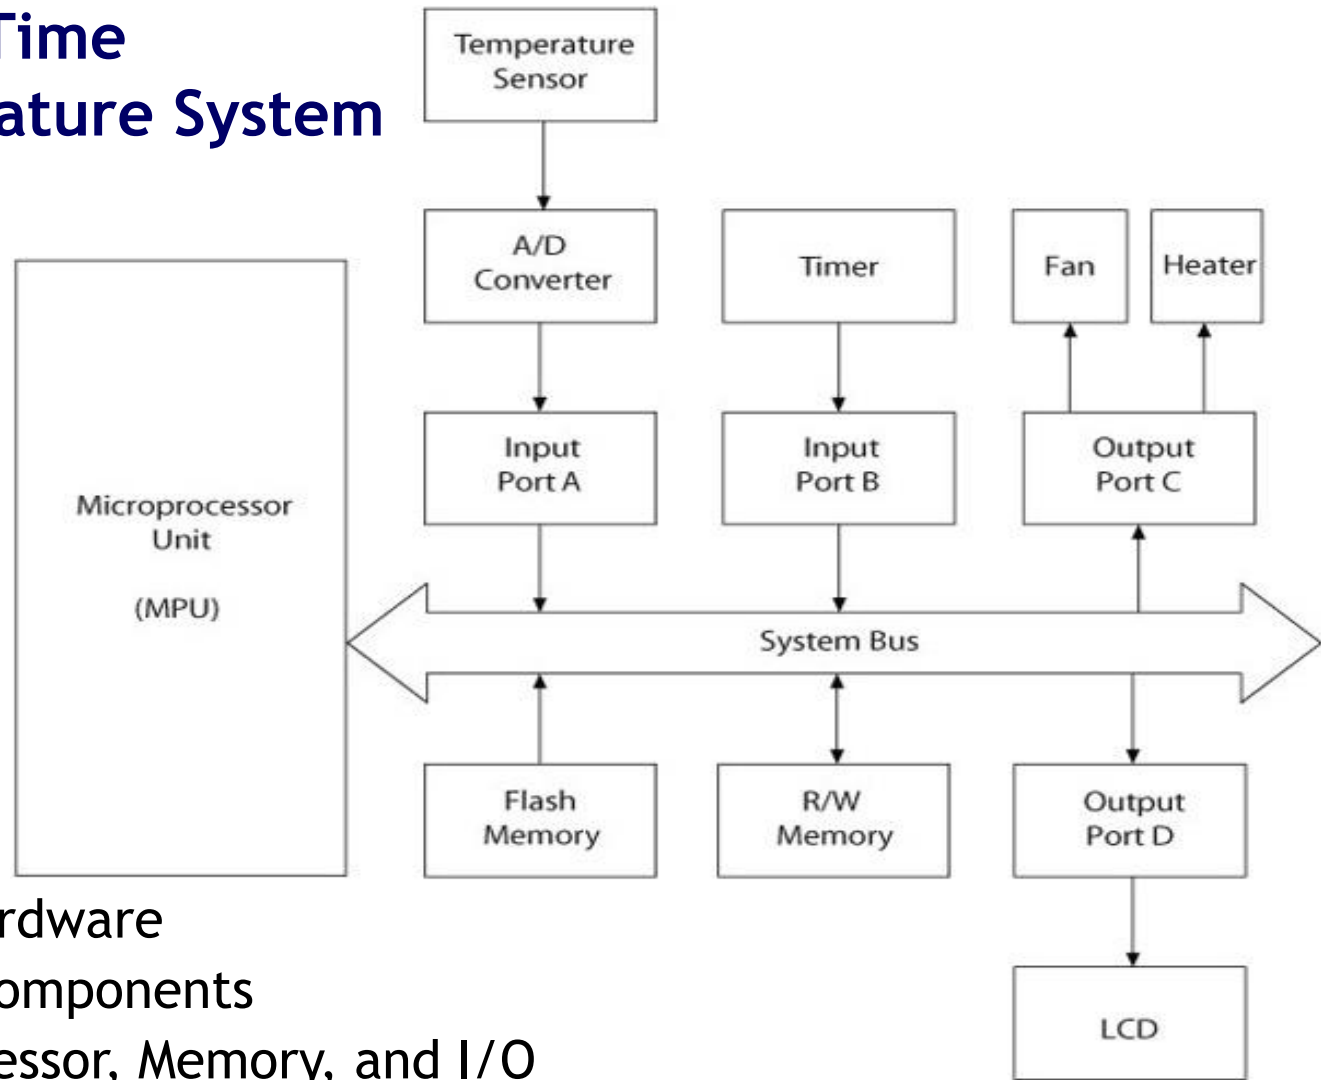 Time
ature System
Temperature
Sensor
A/D
Converter
Timer
Fan
Heater
Input
Port A
Input
Port B
Output
Port C
Microprocessor
Unit
(MPU)
System Bus
Flash
Memory
R/W
Memory
Output
Port D
LCD
rdware
omponents
essor, Memory, and I/O